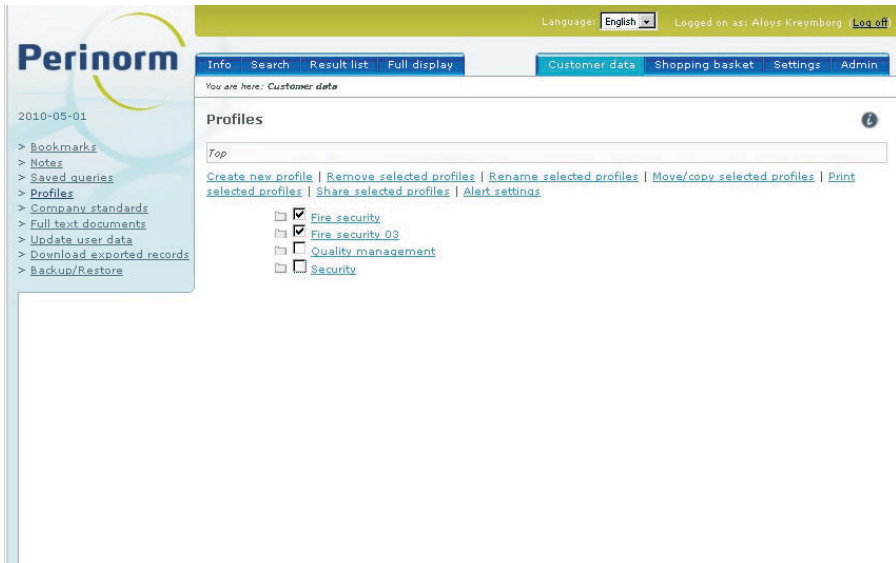 Language: English Logged on as: Aloys Kreymborg (Log off)
Perinorm
Info Search Result list Full display Customer data Shopping basket Settings Admin
You are here: Customer data
2010-05-01
> Bookmarks
> Notes
> Saved queries
> Profiles
> Company standards
> Full text documents
> Update user data
> Download exported records
> Backup/Restore
Profiles
Top
Create new profile | Remove selected profiles | Rename selected profiles | Move/copy selected profiles | Print
selected profiles | Share selected profiles | Alert settings
Fire security
Fire security 03
Quality management
Security